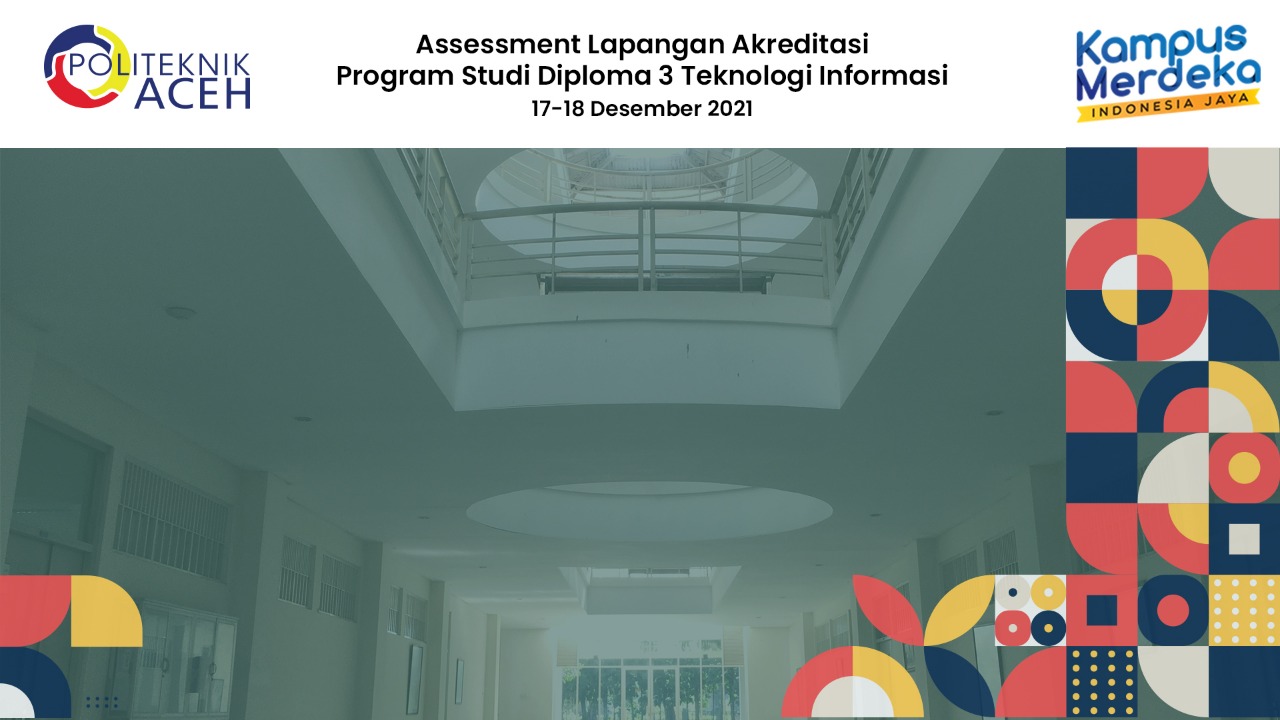 POLITEKNIK
ACEH
Assessment Lapangan Akreditasi
Program Studi Diploma 3 Teknologi Informasi
17-18 Desember 2021
Kampus
Merdeka
INDONESIA JAYA